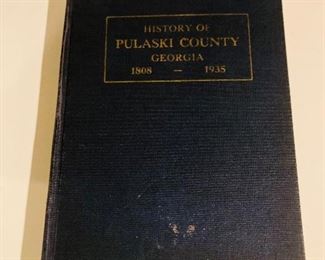 HISTORY OF
PULASKI COUNTY
GEORGIA
1808 — 1935